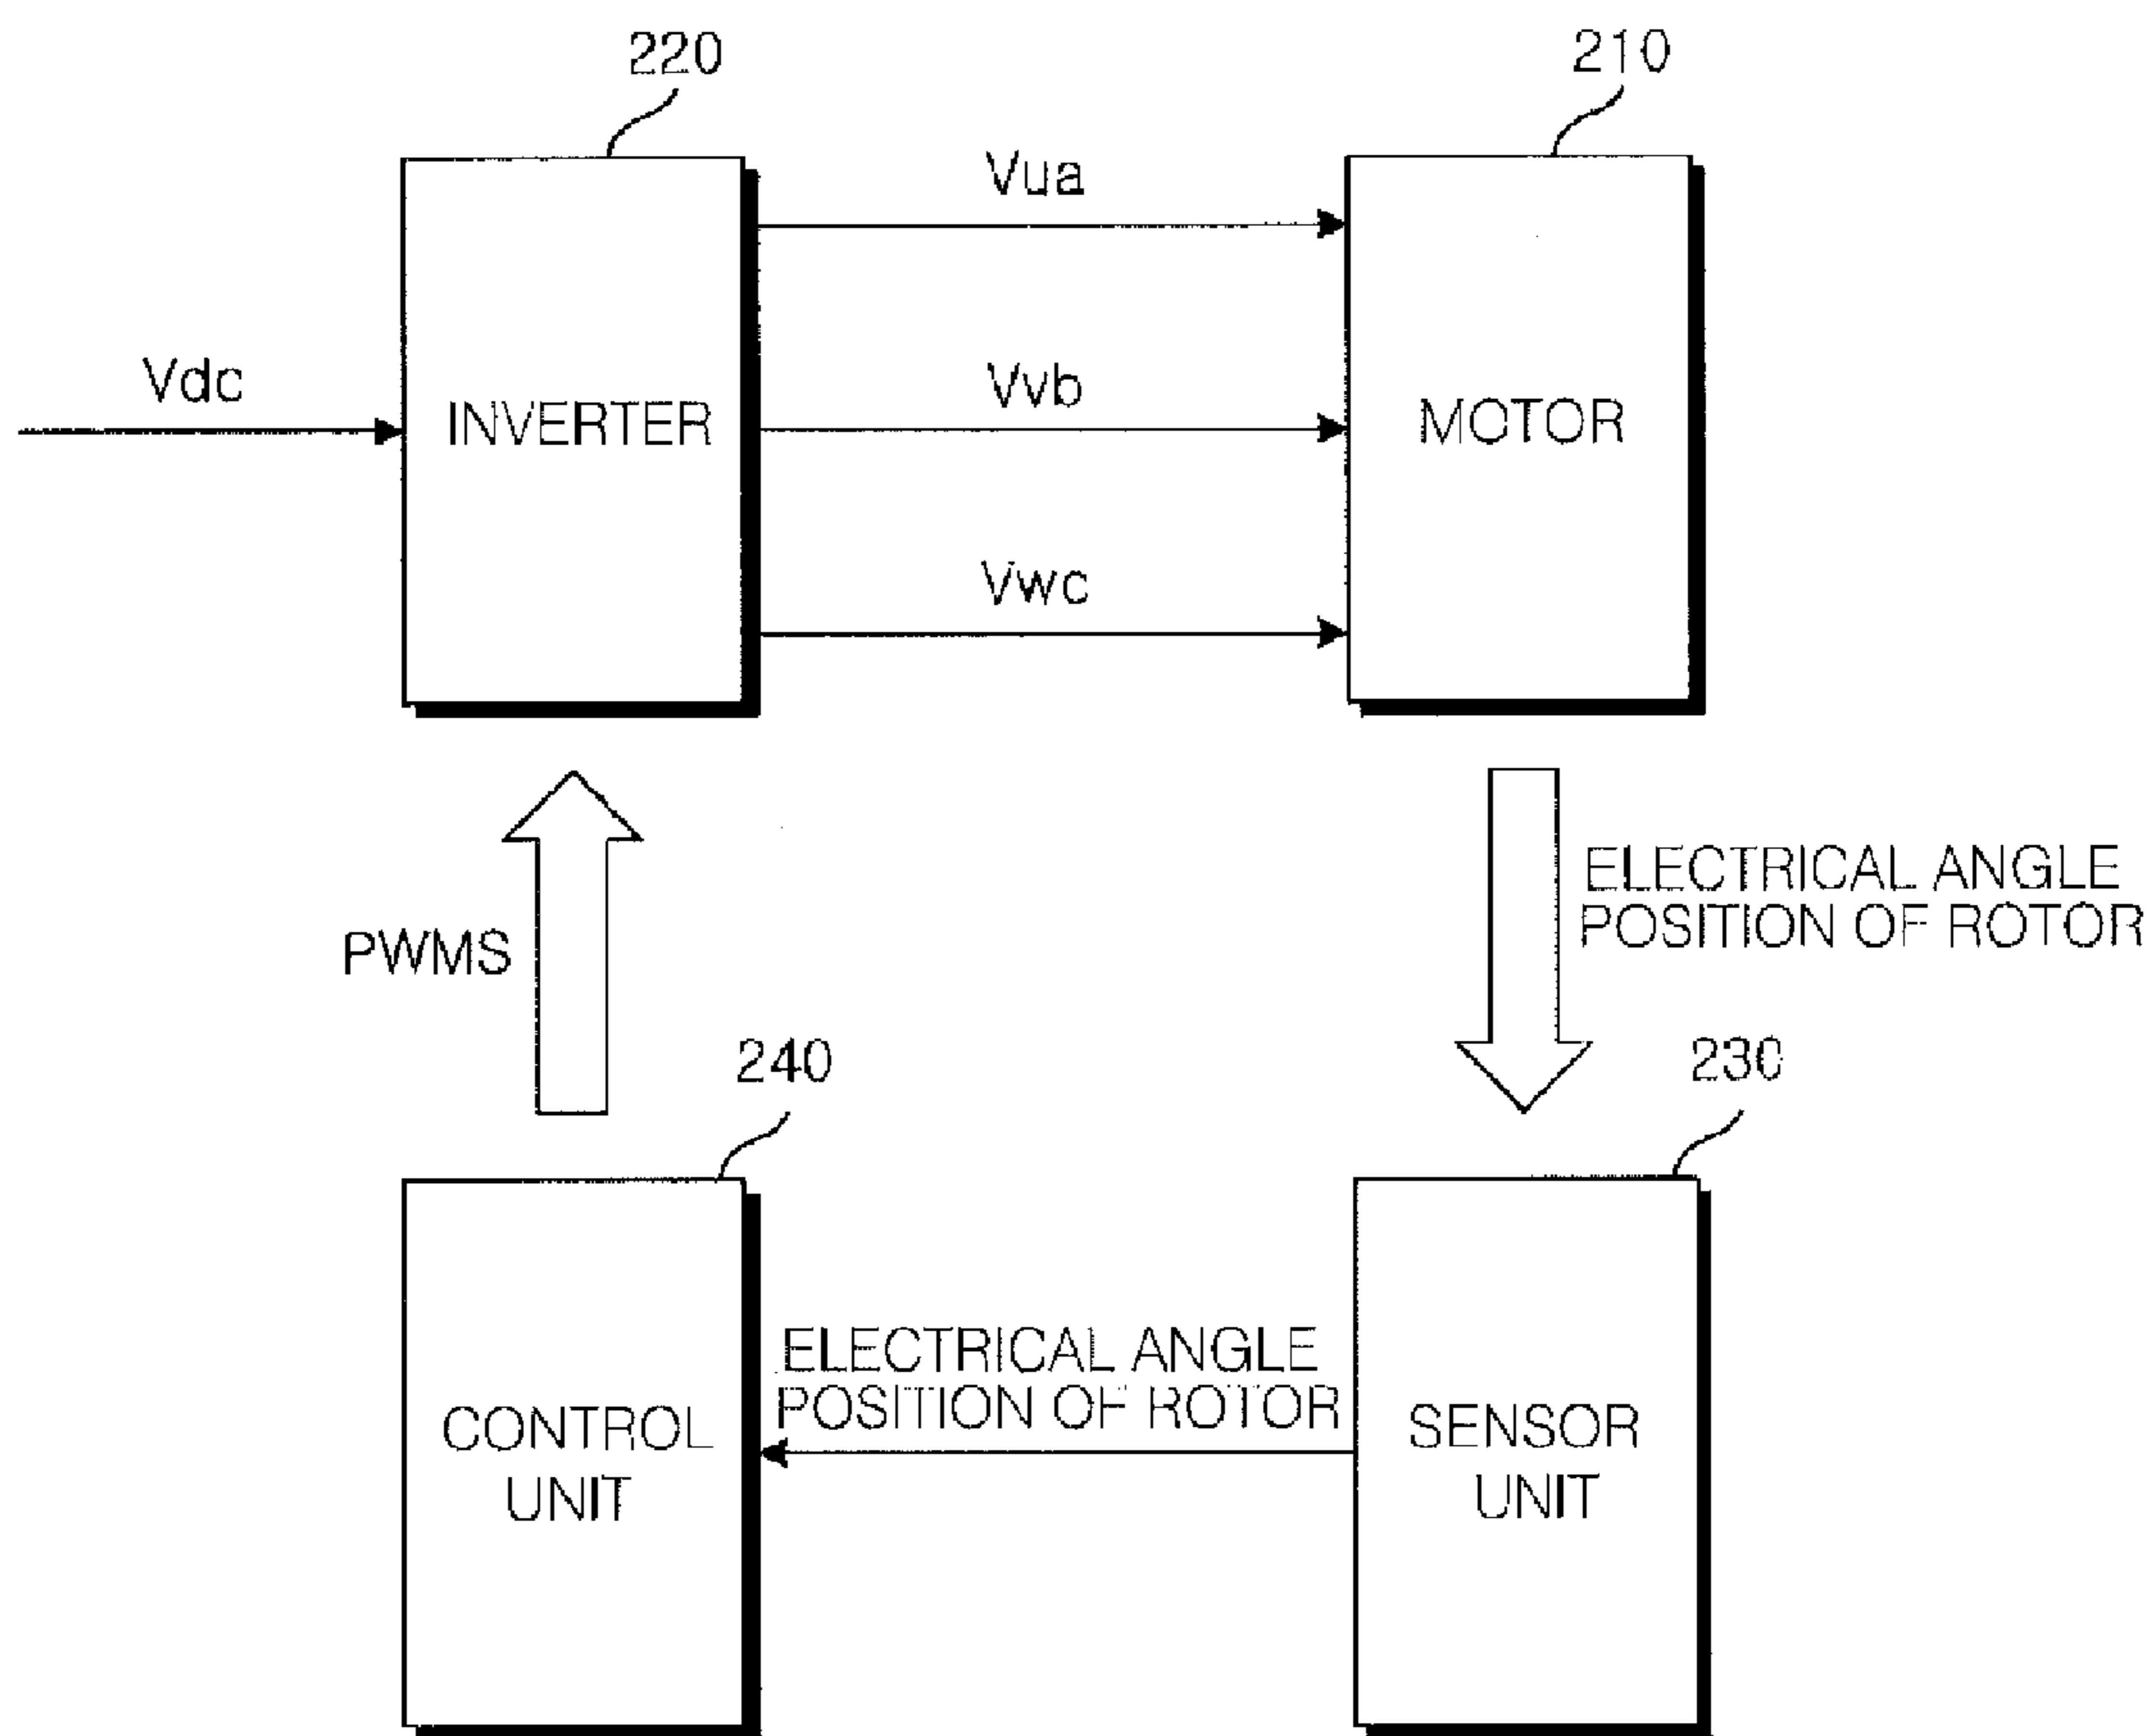 220
210
Vua
Vdc
Vvb
INVERTER
MOTOR
Vwc
ELECTRICAL ANGLE
POSITION OF ROTOR
PWMS
240
230
ELECTRICAL ANGLE
POSITION OF ROTOR
CONTROL
UNIT
SENSOR
UNIT